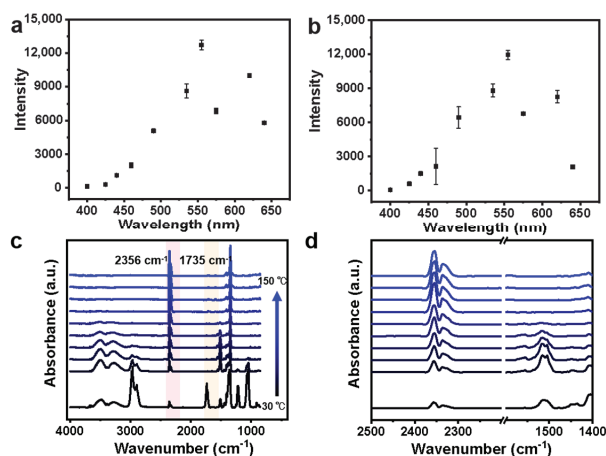 a
15,000
12,000
9000
6000
3000
0
Intensity
400 450 500 550 600 650
Wavelength (nm)
b
15,000
12,000
9000
6000
3000
0
Intensity
400 450 500 550 600 650
Wavelength (nm)
c
2356 cm⁻¹ 1735 cm⁻¹
150 ℃
30 ℃
Absorbance (a.u.)
4000 3000 2000 1000
Wavenumber (cm⁻¹)
d
Absorbance (a.u.)
2500 2300 1500 1400
Wavenumber (cm⁻¹)